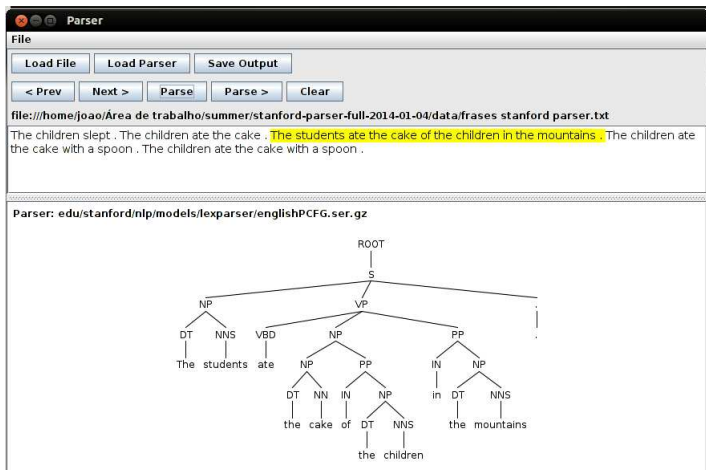 Parser
File
Load File Load Parser Save Output
< Prev Next > Parse Parse > Clear
file:///home/joao/Área de trabalho/summer/stanford-parser-full-2014-01-04/data/frases stanford parser.txt
The children slept . The children ate the cake . The students ate the cake of the children in the mountains . The children ate
the cake with a spoon . The children ate the cake with a spoon .
Parser: edu/stanford/nlp/models/lexparser/englishPCFG.ser.gz
ROOT
S
NP VP .
DT NNS VBD NP PP .
The students ate NP PP IN NP
DT NN IN NP in DT NNS
the cake of DT NNS the mountains
the children